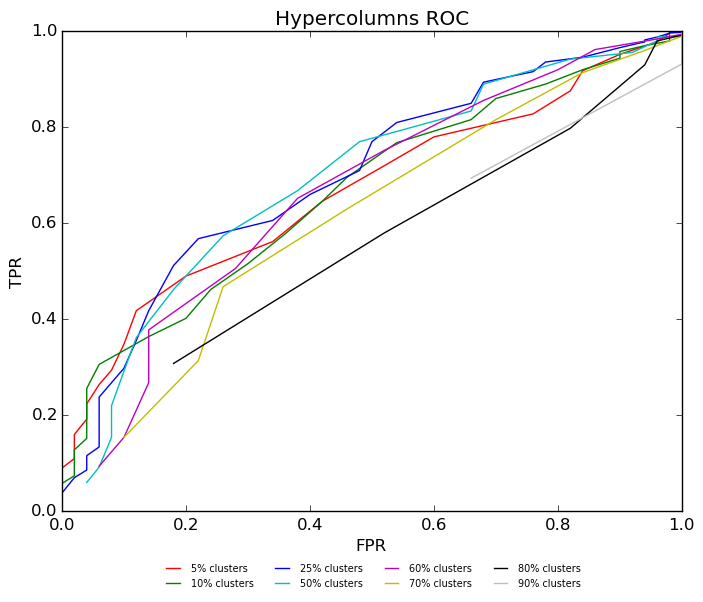 Hypercolumns ROC
1.0
0.8
0.6
0.4
0.2
0.0
TPR
0.0 0.2 0.4 0.6 0.8 1.0
FPR
5% clusters 25% clusters 60% clusters 80% clusters
10% clusters 50% clusters 70% clusters 90% clusters